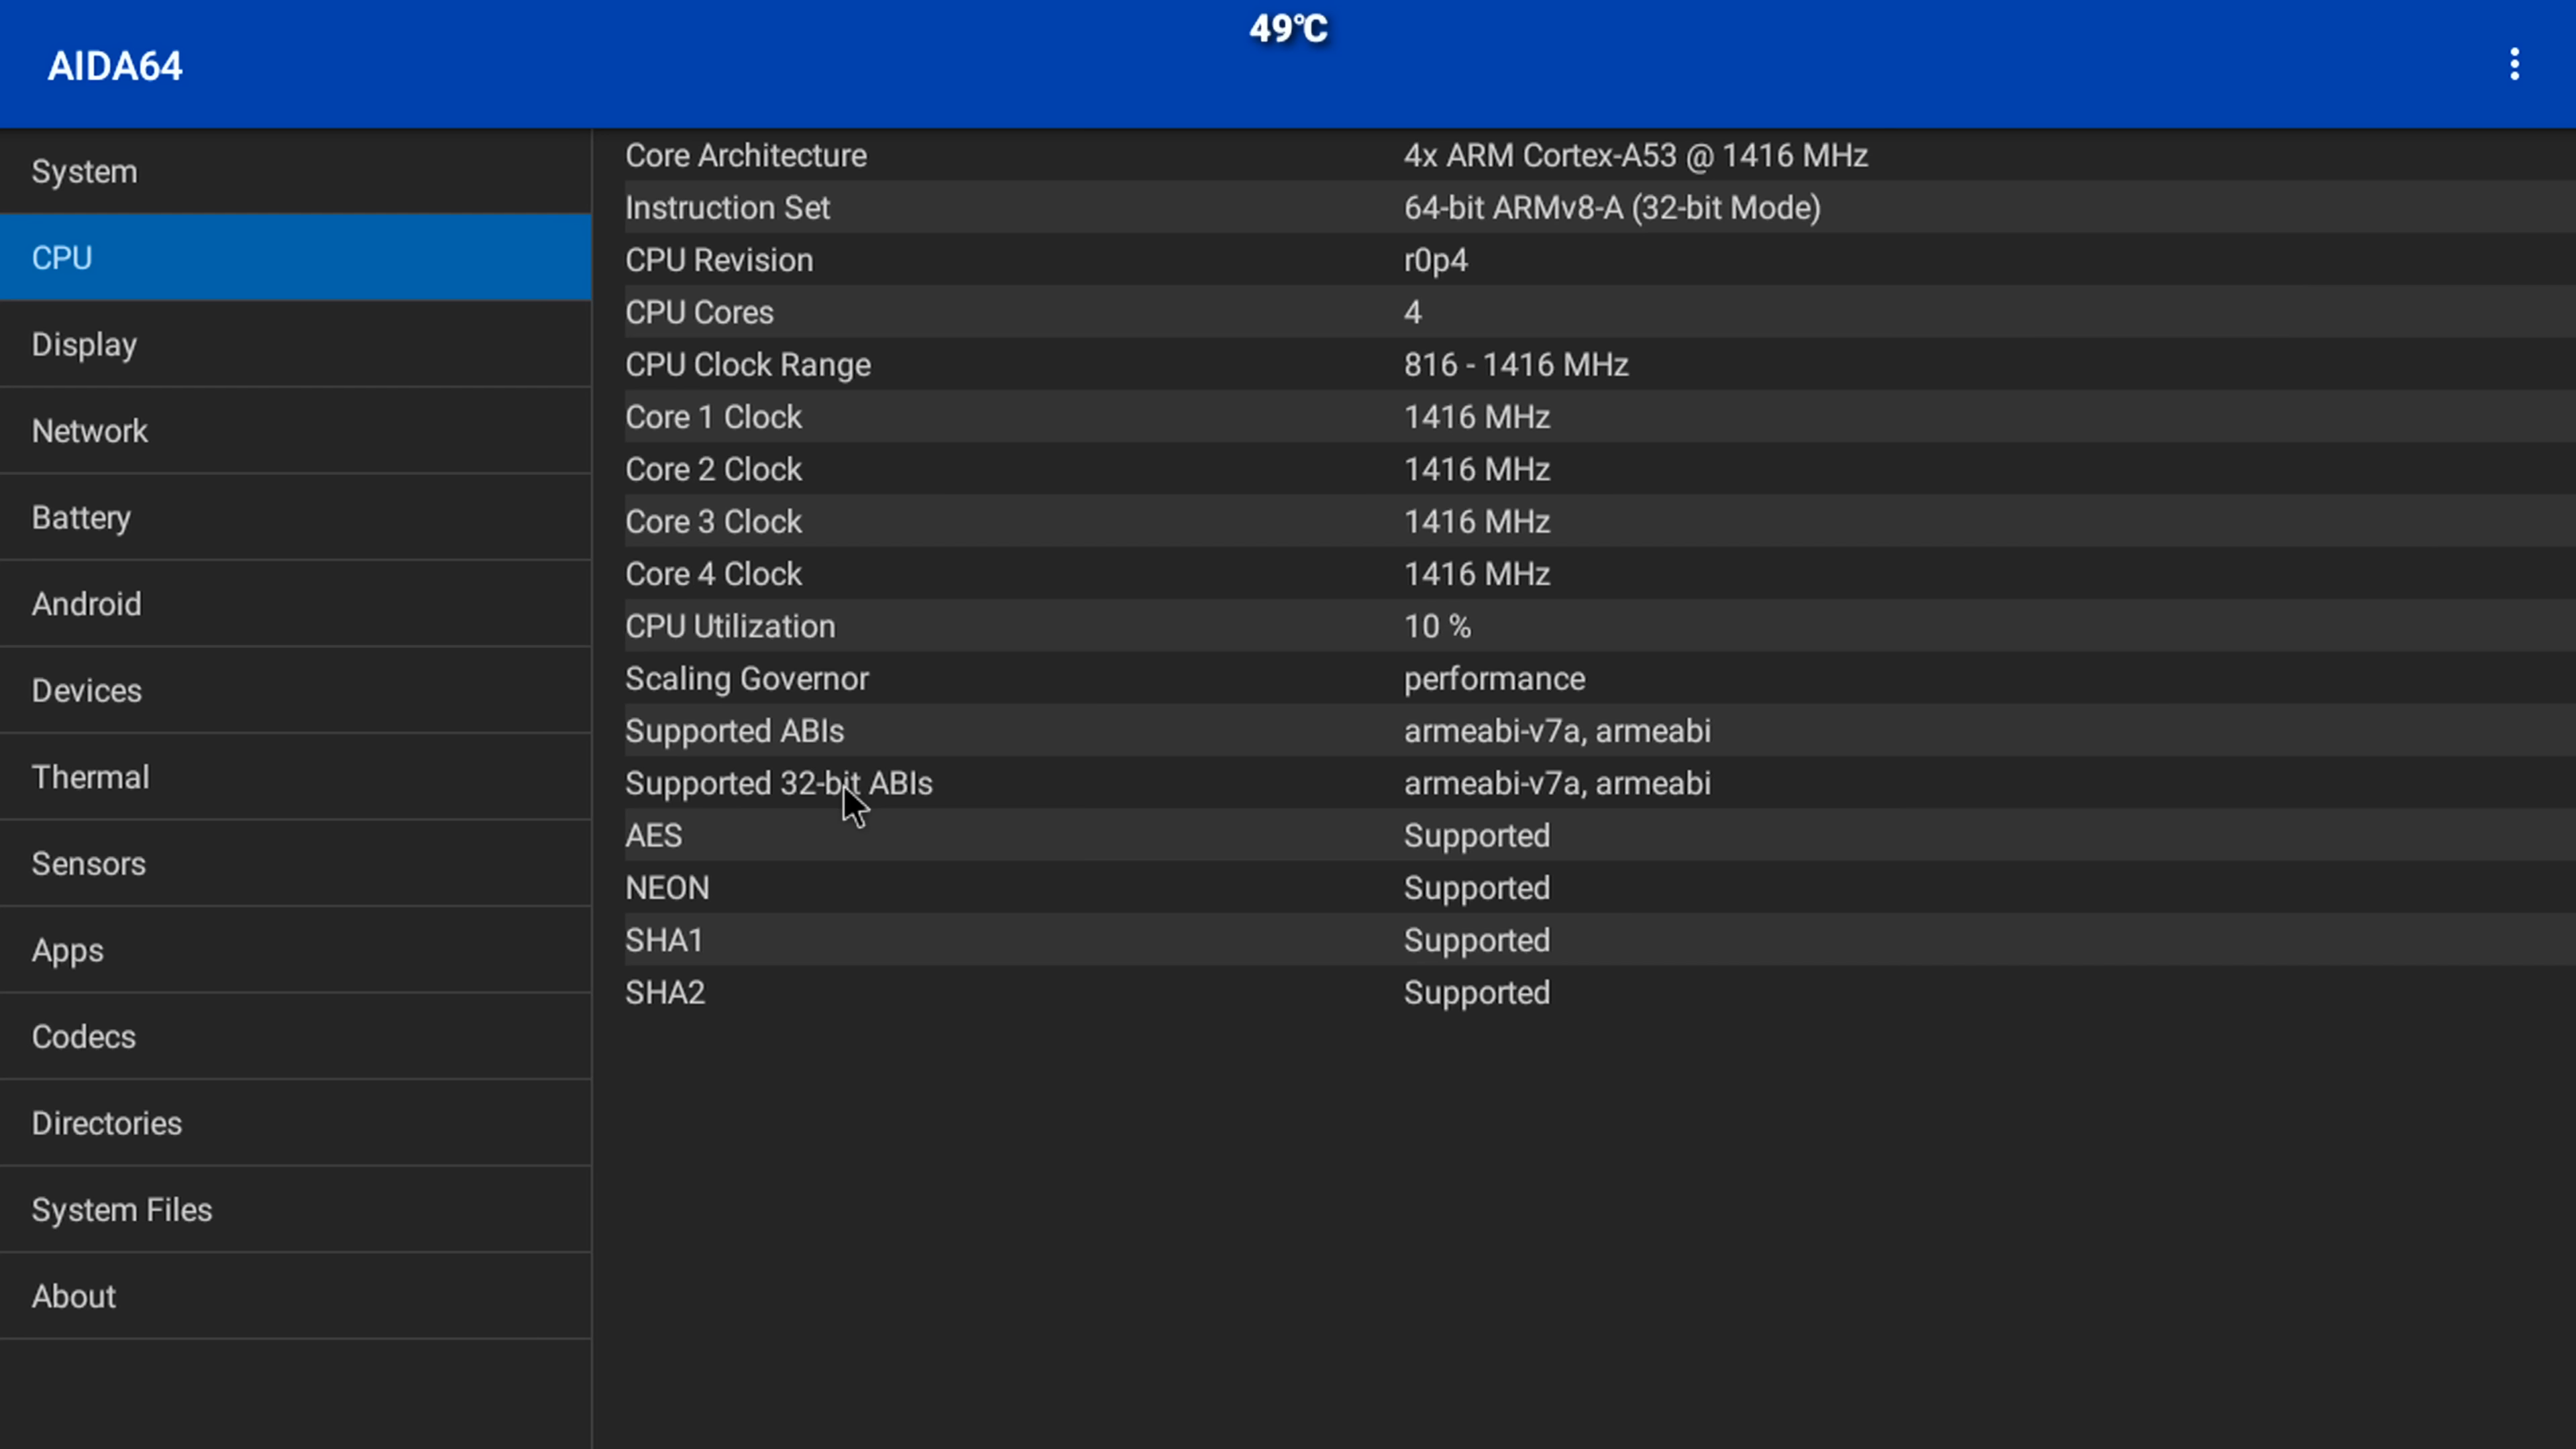 49°C
AIDA64
System
CPU
Display
Network
Battery
Android
Devices
Thermal
Sensors
Apps
Codecs
Directories
System Files
About
Core Architecture 4x ARM Cortex-A53 @ 1416 MHz
Instruction Set 64-bit ARMv8-A (32-bit Mode)
CPU Revision r0p4
CPU Cores 4
CPU Clock Range 816 - 1416 MHz
Core 1 Clock 1416 MHz
Core 2 Clock 1416 MHz
Core 3 Clock 1416 MHz
Core 4 Clock 1416 MHz
CPU Utilization 10 %
Scaling Governor performance
Supported ABIs armeabi-v7a, armeabi
Supported 32-bit ABIs armeabi-v7a, armeabi
AES Supported
NEON Supported
SHA1 Supported
SHA2 Supported